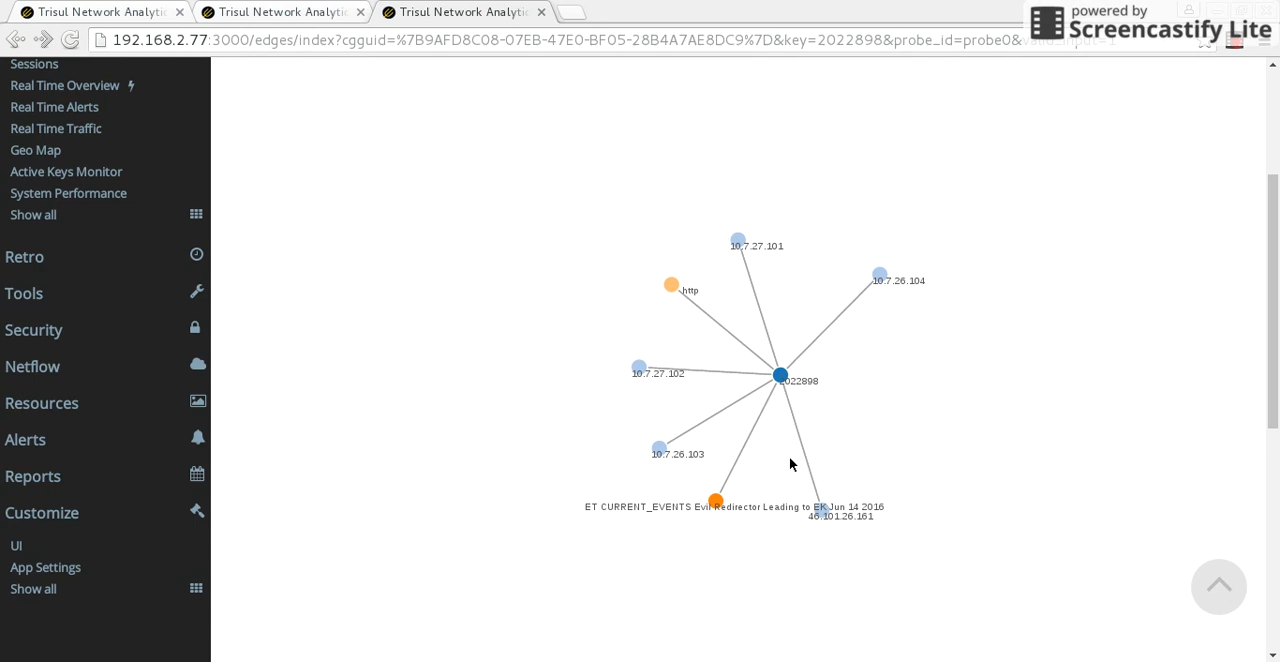 Trisul Network Analytic
Trisul Network Analytic
Trisul Network Analytic
powered by
Screencastify Lite
192.168.2.77:3000/edges/index?cgguid=%7B9AFD8C08-07EB-47E0-BF05-28B4A7AE8DC9%7D&key=2022898&probe_id=probe0&
Sessions
Real Time Overview
Real Time Alerts
Real Time Traffic
Geo Map
Active Keys Monitor
System Performance
Show all
Retro
Tools
Security
Netflow
Resources
Alerts
Reports
Customize
UI
App Settings
Show all
10.7.27.101
10.7.26.104
http
10.7.27.102
2022898
10.7.26.103
ET CURRENT_EVENTS Evil Redirector Leading to EK Jun 14 2016
46.101.26.161